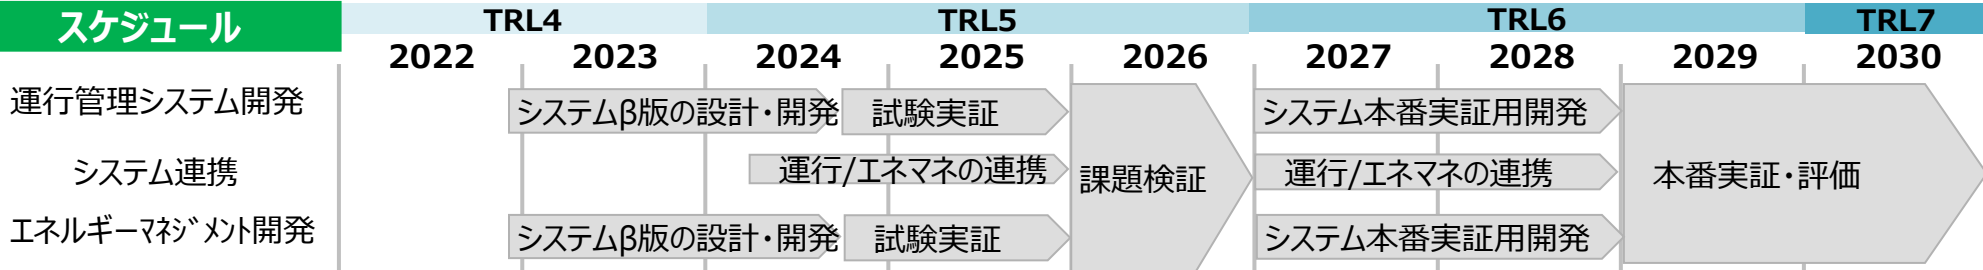 スケジュール
TRL4 TRL5 TRL6 TRL7
2022 2023 2024 2025 2026 2027 2028 2029 2030
運行管理システム開発 システムβ版の設計・開発 試験実証 システム本番実証用開発
システム連携 運行/エネマネの連携 課題検証 運行/エネマネの連携 本番実証・評価
エネルギーマネジメント開発 システムβ版の設計・開発 試験実証 システム本番実証用開発